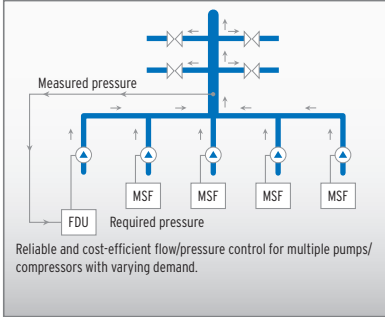 Measured pressure
MSF MSF MSF MSF
FDU Required pressure
Reliable and cost-efficient flow/pressure control for multiple pumps/
compressors with varying demand.